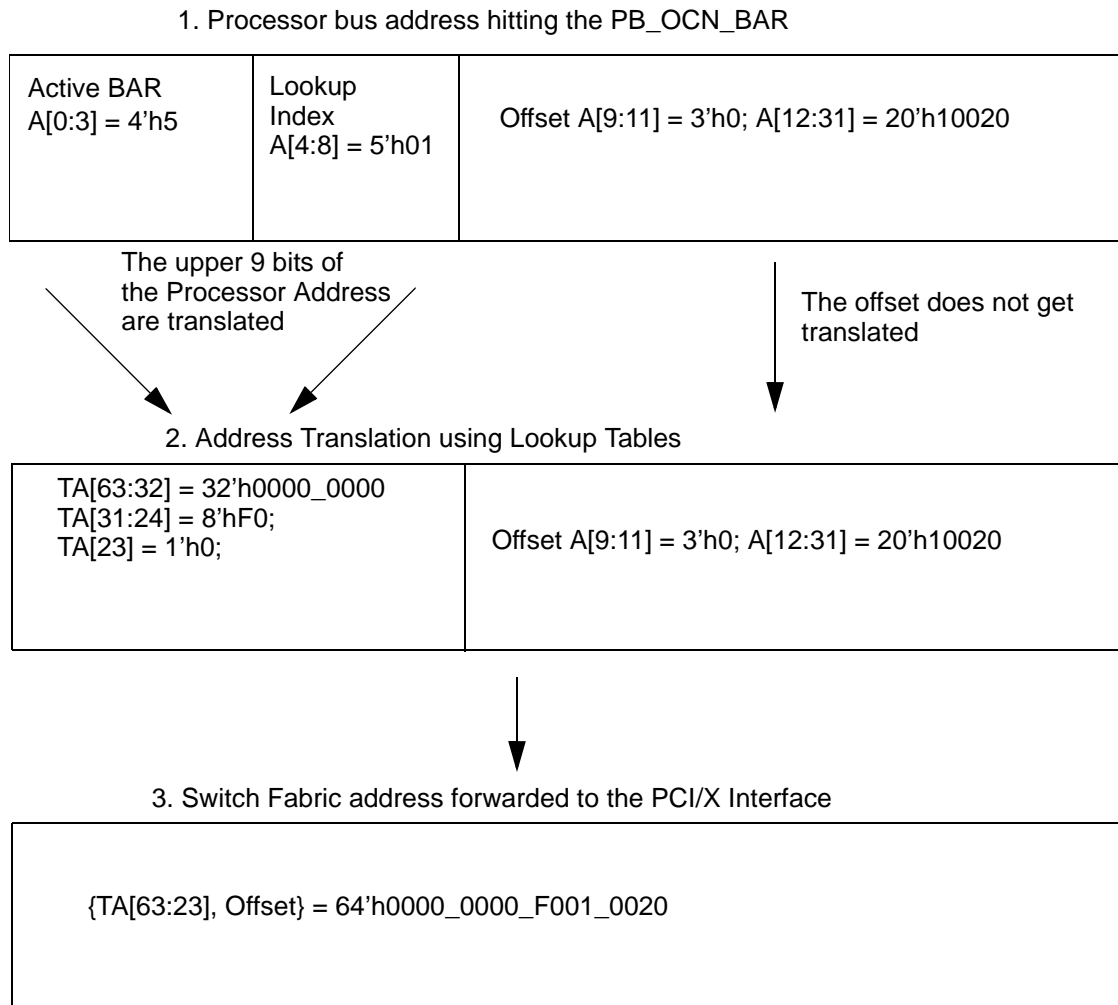 1. Processor bus address hitting the PB_OCN_BAR
Active BAR
A[0:3] = 4’h5
Lookup
Index
A[4:8] = 5’h01
Offset A[9:11] = 3’h0; A[12:31] = 20’h10020
The upper 9 bits of
the Processor Address
are translated
The offset does not get
translated
2. Address Translation using Lookup Tables
TA[63:32] = 32’h0000_0000
TA[31:24] = 8’hF0;
TA[23] = 1’h0;
Offset A[9:11] = 3’h0; A[12:31] = 20’h10020
3. Switch Fabric address forwarded to the PCI/X Interface
{TA[63:23], Offset} = 64’h0000_0000_F001_0020